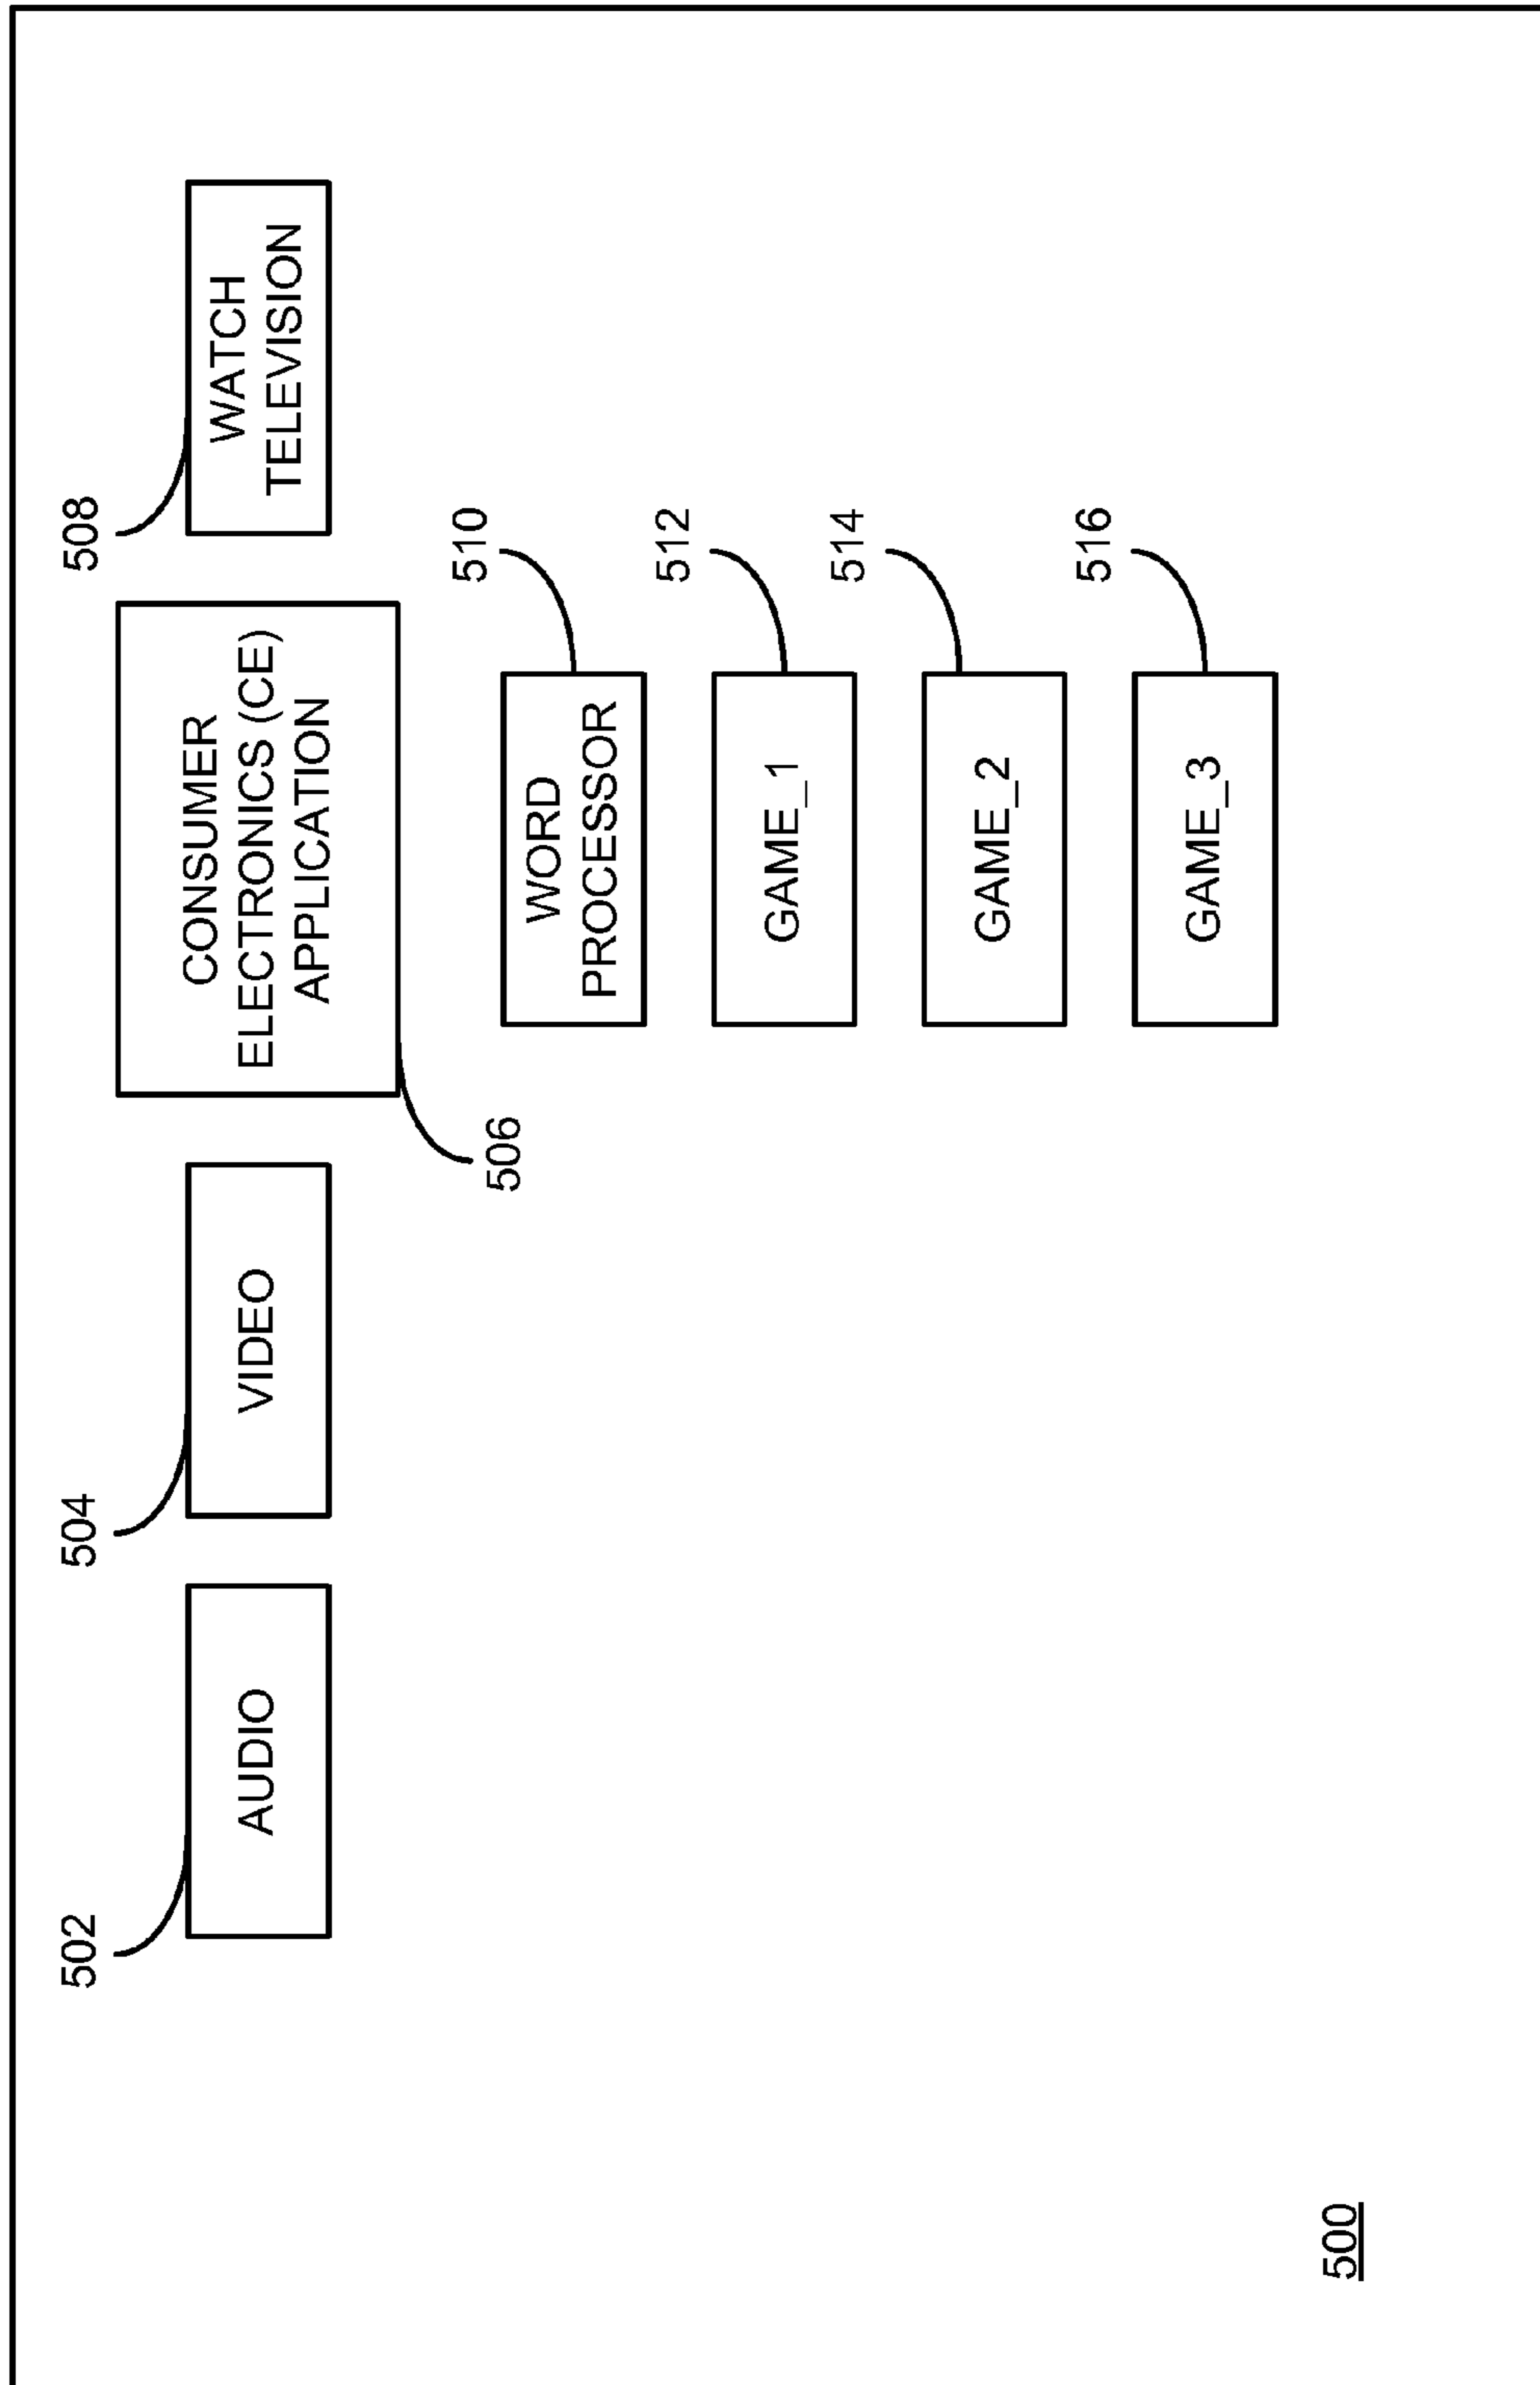 502
504
508
AUDIO
VIDEO
CONSUMER
ELECTRONICS (CE)
APPLICATION
WATCH
TELEVISION
506
510
WORD
PROCESSOR
512
GAME_1
514
GAME_2
516
GAME_3
500